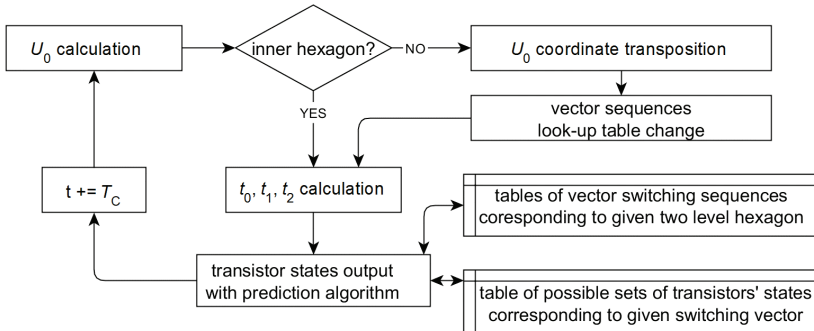 U0 calculation
inner hexagon?
NO
U0 coordinate transposition
YES
vector sequences
look-up table change
t += TC
t0, t1, t2 calculation
tables of vector switching sequences
coresponding to given two level hexagon
transistor states output
with prediction algorithm
table of possible sets of transistors' states
corresponding to given switching vector